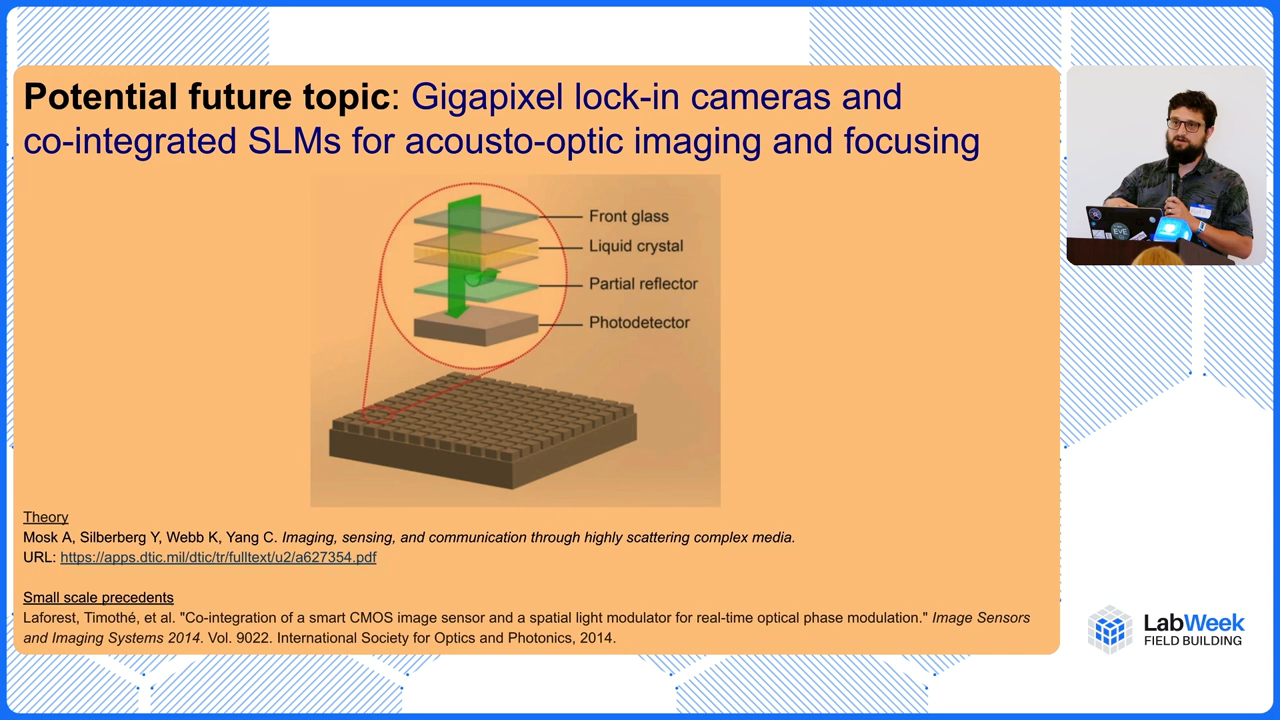 Potential future topic: Gigapixel lock-in cameras and
co-integrated SLMs for acousto-optic imaging and focusing
Front glass
Liquid crystal
Partial reflector
Photodetector
Theory
Mosk A, Silberberg Y, Webb K, Yang C. Imaging, sensing, and communication through highly scattering complex media.
URL: https://apps.dtic.mil/dtic/tr/fulltext/u2/a627354.pdf
Small scale precedents
Laforest, Timothé, et al. "Co-integration of a smart CMOS image sensor and a spatial light modulator for real-time optical phase modulation." Image Sensors
and Imaging Systems 2014. Vol. 9022. International Society for Optics and Photonics, 2014.
EVE
LabWeek
FIELD BUILDING